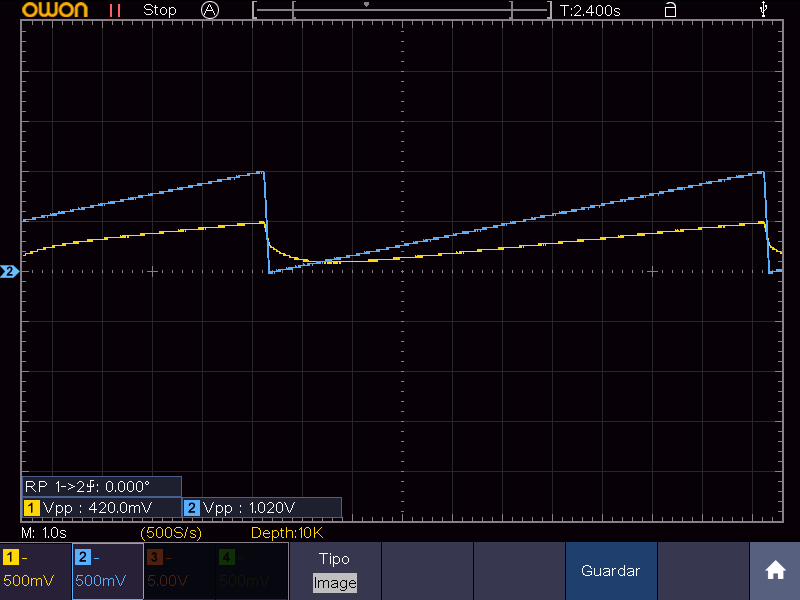 owon Stop A T:2.400s
2
RP 1->2: 0.000°
1 Vpp : 420.0mV 2 Vpp : 1.020V
M: 1.0s (500S/s) Depth:10K
1 - 2 - 3 - 4 -
500mV 500mV 5.00V 500mV
Tipo
Image
Guardar